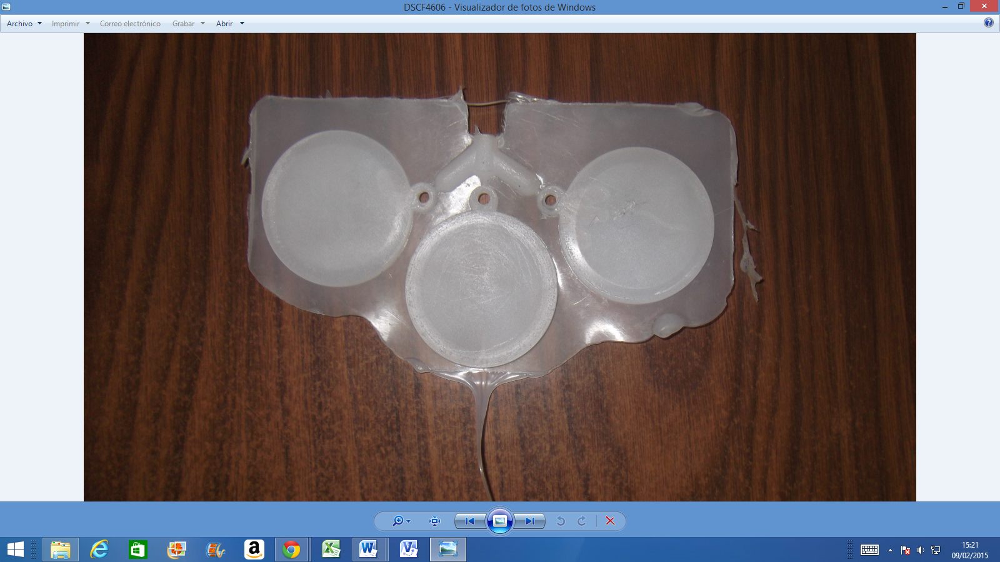 DSCF4606 - Visualizador de fotos de Windows
Archivo Imprimir Correo electrónico Grabar Abrir
15:21
09/02/2015